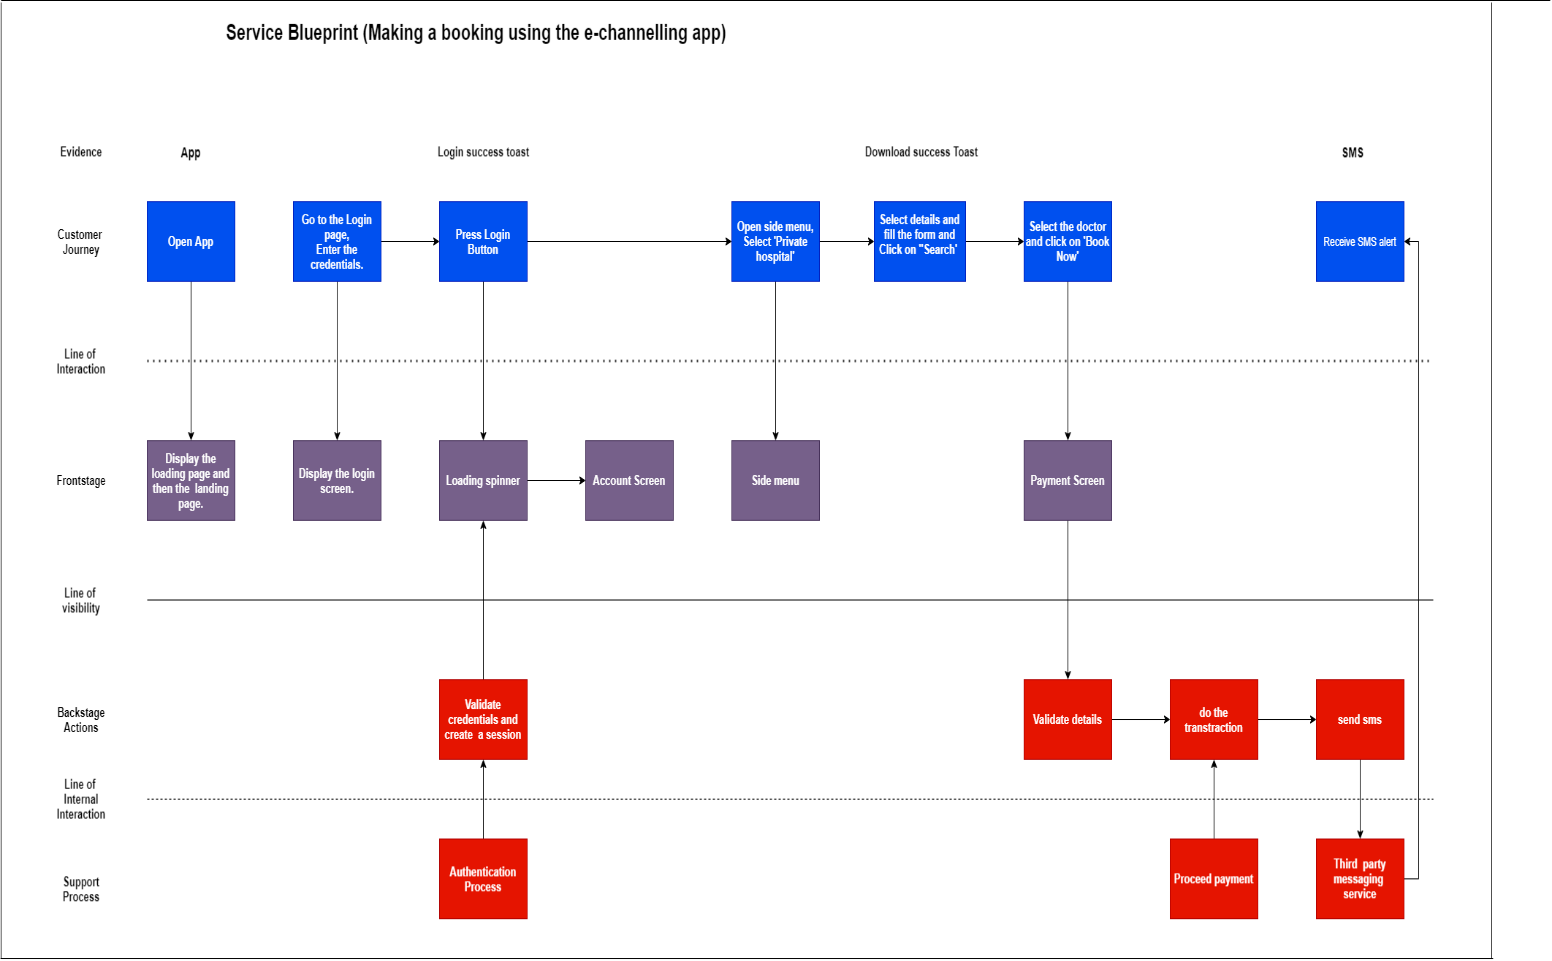 Service Blueprint (Making a booking using the e-channelling app)
Evidence
App
Login success toast
Download success Toast
SMS
Customer
Journey
Open App
Go to the Login
page,
Enter the
credentials.
Press Login
Button
Open side menu,
Select 'Private
hospital'
Select details and
fill the form and
Click on "Search'
Select the doctor
and click on 'Book
Now'
Receive SMS alert
Line of
Interaction
Frontstage
Display the
loading page and
then the landing
page.
Display the login
screen.
Loading spinner
Account Screen
Side menu
Payment Screen
Line of
visibility
Backstage
Actions
Validate
credentials and
create a session
Validate details
do the
transtraction
send sms
Line of
Internal
Interaction
Support
Process
Authentication
Process
Proceed payment
Third party
messaging
service